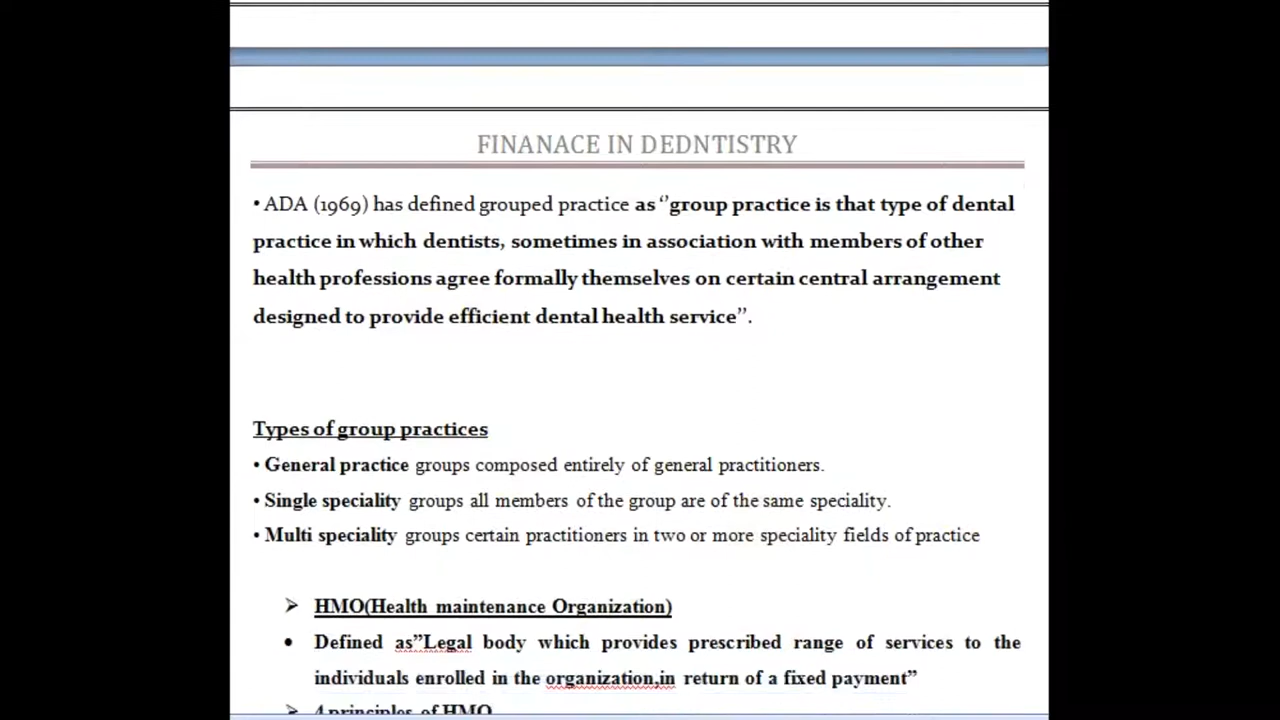 FINANACE IN DEDNTISTRY
• ADA (1969) has defined grouped practice as ‘’group practice is that type of dental
practice in which dentists, sometimes in association with members of other
health professions agree formally themselves on certain central arrangement
designed to provide efficient dental health service’’.
Types of group practices
• General practice groups composed entirely of general practitioners.
• Single speciality groups all members of the group are of the same speciality.
• Multi speciality groups certain practitioners in two or more speciality fields of practice
➢ HMO(Health maintenance Organization)
• Defined as”Legal body which provides prescribed range of services to the
individuals enrolled in the organization,in return of a fixed payment”
➢ 4 principles of HMO